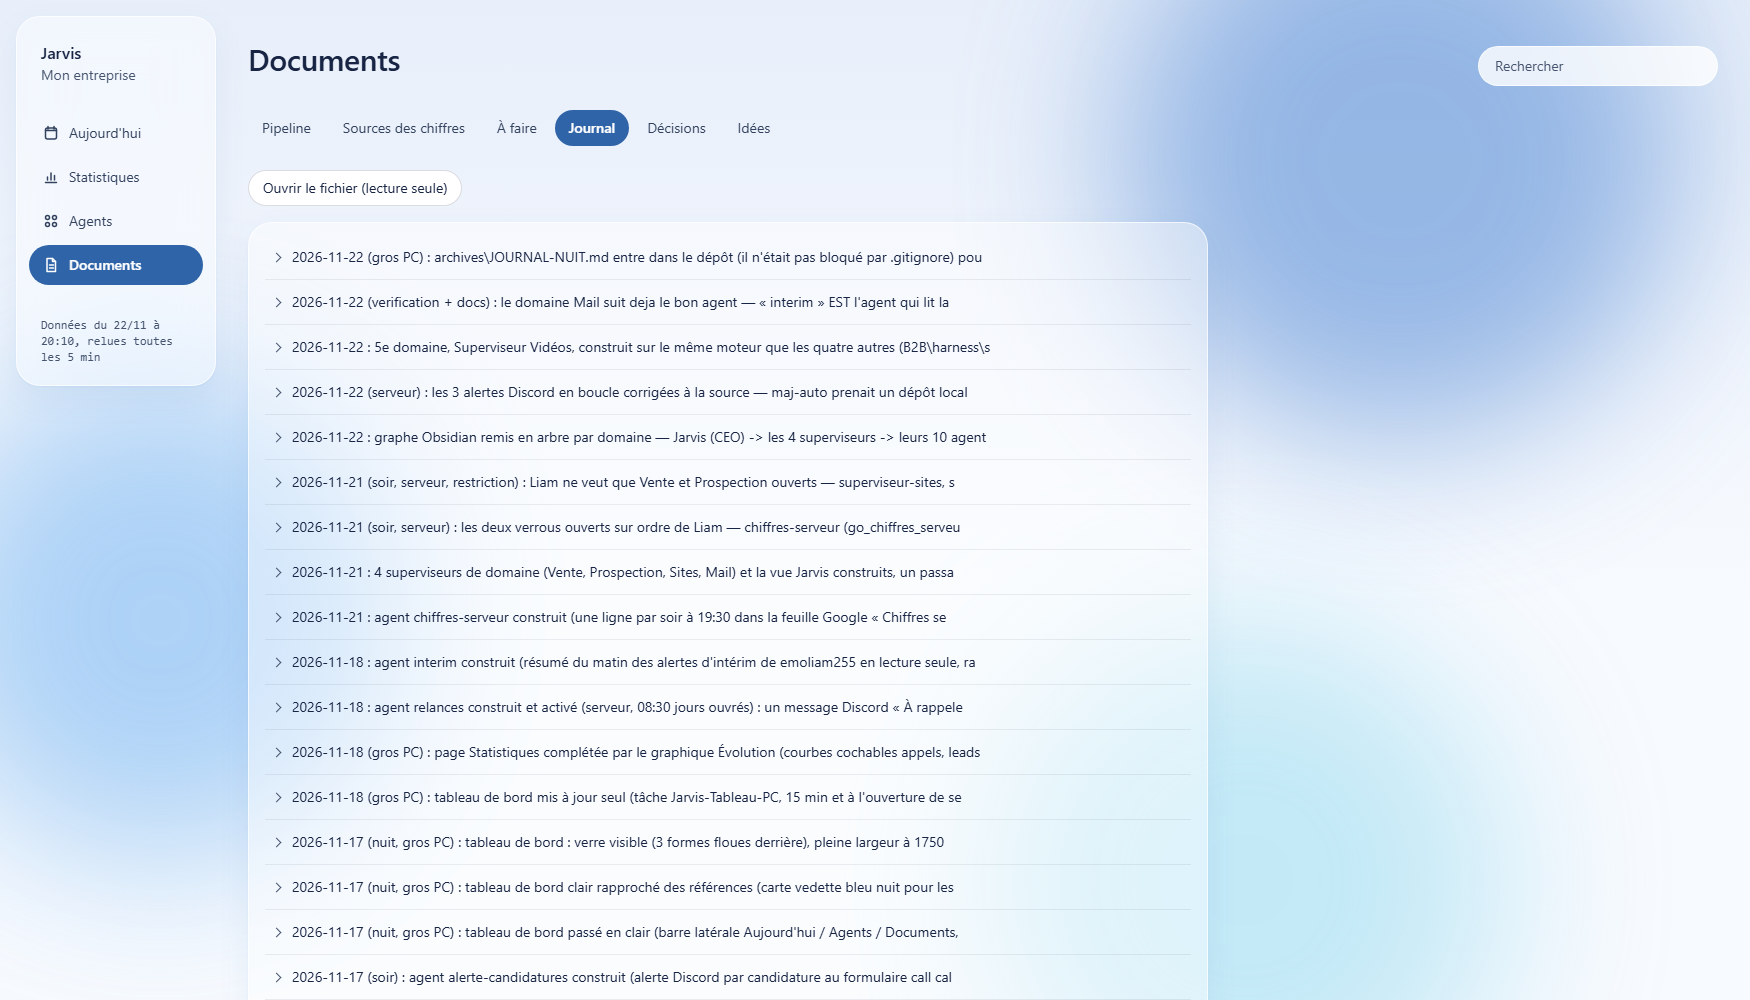 Jarvis
Mon entreprise
Aujourd'hui
Statistiques
Agents
Documents
Données du 22/11 à
20:10, relues toutes
les 5 min
Documents
Rechercher
Pipeline
Sources des chiffres
À faire
Journal
Décisions
Idées
Ouvrir le fichier (lecture seule)
2026-11-22 (gros PC) : archives\JOURNAL-NUIT.md entre dans le dépôt (il n'était pas bloqué par .gitignore) pou
2026-11-22 (verification + docs) : le domaine Mail suit deja le bon agent — « interim » EST l'agent qui lit la
2026-11-22 : 5e domaine, Superviseur Vidéos, construit sur le même moteur que les quatre autres (B2B\harness\s
2026-11-22 (serveur) : les 3 alertes Discord en boucle corrigées à la source — maj-auto prenait un dépôt local
2026-11-22 : graphe Obsidian remis en arbre par domaine — Jarvis (CEO) -> les 4 superviseurs -> leurs 10 agent
2026-11-21 (soir, serveur, restriction) : Liam ne veut que Vente et Prospection ouverts — superviseur-sites, s
2026-11-21 (soir, serveur) : les deux verrous ouverts sur ordre de Liam — chiffres-serveur (go_chiffres_serveu
2026-11-21 : 4 superviseurs de domaine (Vente, Prospection, Sites, Mail) et la vue Jarvis construits, un passa
2026-11-21 : agent chiffres-serveur construit (une ligne par soir à 19:30 dans la feuille Google « Chiffres se
2026-11-18 : agent interim construit (résumé du matin des alertes d'intérim de emoliam255 en lecture seule, ra
2026-11-18 : agent relances construit et activé (serveur, 08:30 jours ouvrés) : un message Discord « À rappele
2026-11-18 (gros PC) : page Statistiques complétée par le graphique Évolution (courbes cochables appels, leads
2026-11-18 (gros PC) : tableau de bord mis à jour seul (tâche Jarvis-Tableau-PC, 15 min et à l'ouverture de se
2026-11-17 (nuit, gros PC) : tableau de bord : verre visible (3 formes floues derrière), pleine largeur à 1750
2026-11-17 (nuit, gros PC) : tableau de bord clair rapproché des références (carte vedette bleu nuit pour les
2026-11-17 (nuit, gros PC) : tableau de bord passé en clair (barre latérale Aujourd'hui / Agents / Documents,
2026-11-17 (soir) : agent alerte-candidatures construit (alerte Discord par candidature au formulaire call cal